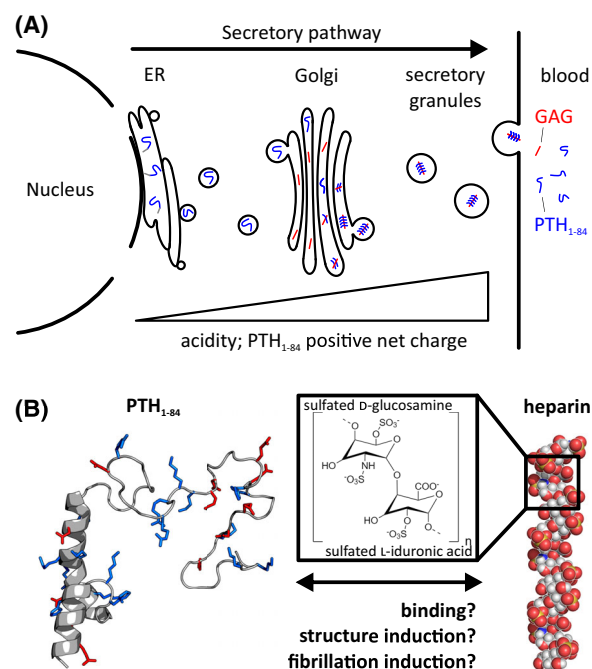 (A)
Secretory pathway
ER
Golgi
secretory
granules
blood
GAG
Nucleus
PTH1-84
acidity; PTH1-84 positive net charge
(B)
PTH1-84
sulfated D-glucosamine
heparin
O
SO3-
O
O
HO
NH
SO3-
O
COO-
O
HO
O
O
-O3S
n
sulfated L-iduronic acid
binding?
structure induction?
fibrillation induction?